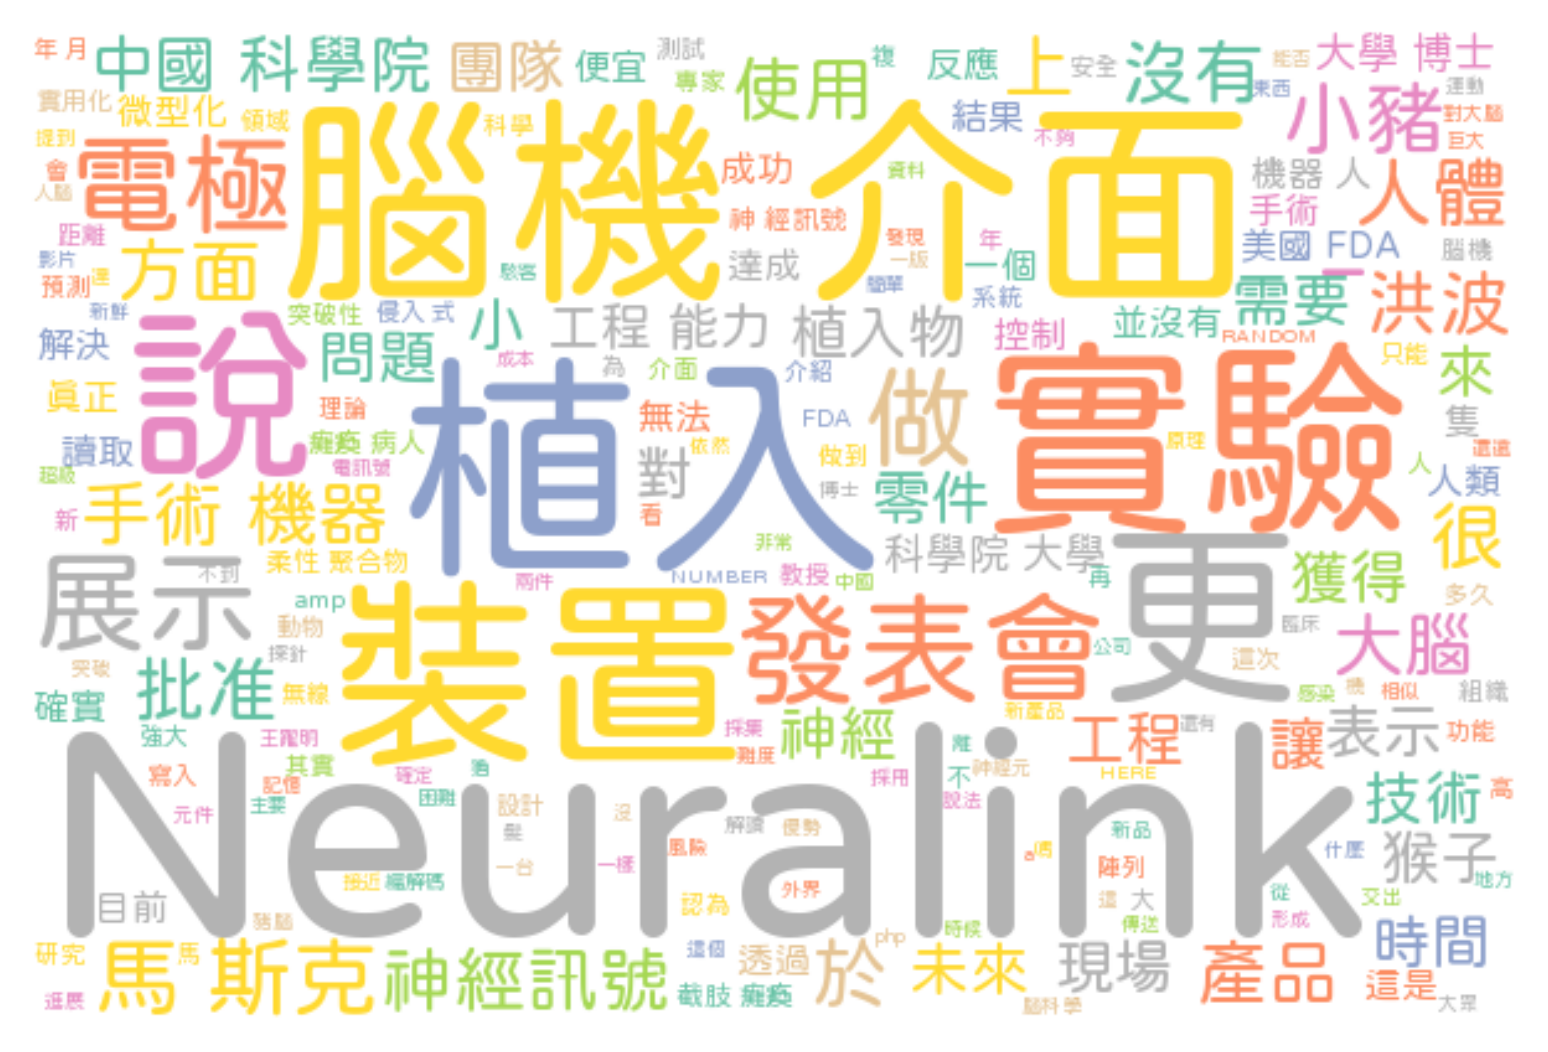 年 月
中國 科學院
團隊
便宜
測試
專家
使用
複
反應
上
安全
沒有
能否
大學 博士
東西
運動
小豬
對大腦
巨大
實用化
微型化
領域
科學
提到
會
人腦
電極
腦機 介面
成功
神 經訊號
資料
結果
不夠
機器 人
人體
手術
距離
影片
預測
達
方面
駭客
達成
發現
一版
簡單
年
一個
系統
美國 FDA
腦機
新鮮
突破性
侵入 式
小
工程 能力
植入物
控制
並沒有
需要
洪波
RANDOM
解決
說
問題
成本
為
介面
介紹
只能
來
真正
理論
植入
無法
FDA
做
實驗
隻
讀取
癱瘓 病人
電訊號
對
依然
做到
博士
原理
人
人類
超級
新
手術 機器
看
零件
很
展示
不到
柔性 聚合物
非常
科學院 大學
更
獲得
兩件
NUMBER
教授
中國
再
多久
amp
動物
探針
裝置
發表會
公司
臨床
這次
大腦
突破
確實
批准
無線
採集
難度
神經
新產品
工程
還有
感染
機
相似
組織
讓
表示
功能
強大
王躍明
其實
寫入
記憶
確定
過
採用
離
不
神經元
HERE
技術
高
Neuralink
元件
主要
困難
設計
髮
沒
解讀
優勢
說法
新品
猴子
什麼
地方
一台
一樣
風險
a
嗎
陣列
接近
編解碼
外界
目前
豬腦
認為
這
大
傳送
從
形成
交出
時候
研究
馬 斯克
馬
神經訊號
這個
透過
於
php
未來
現場
產品
時間
這是
進展
截肢 癱瘓
腦科 學
大眾